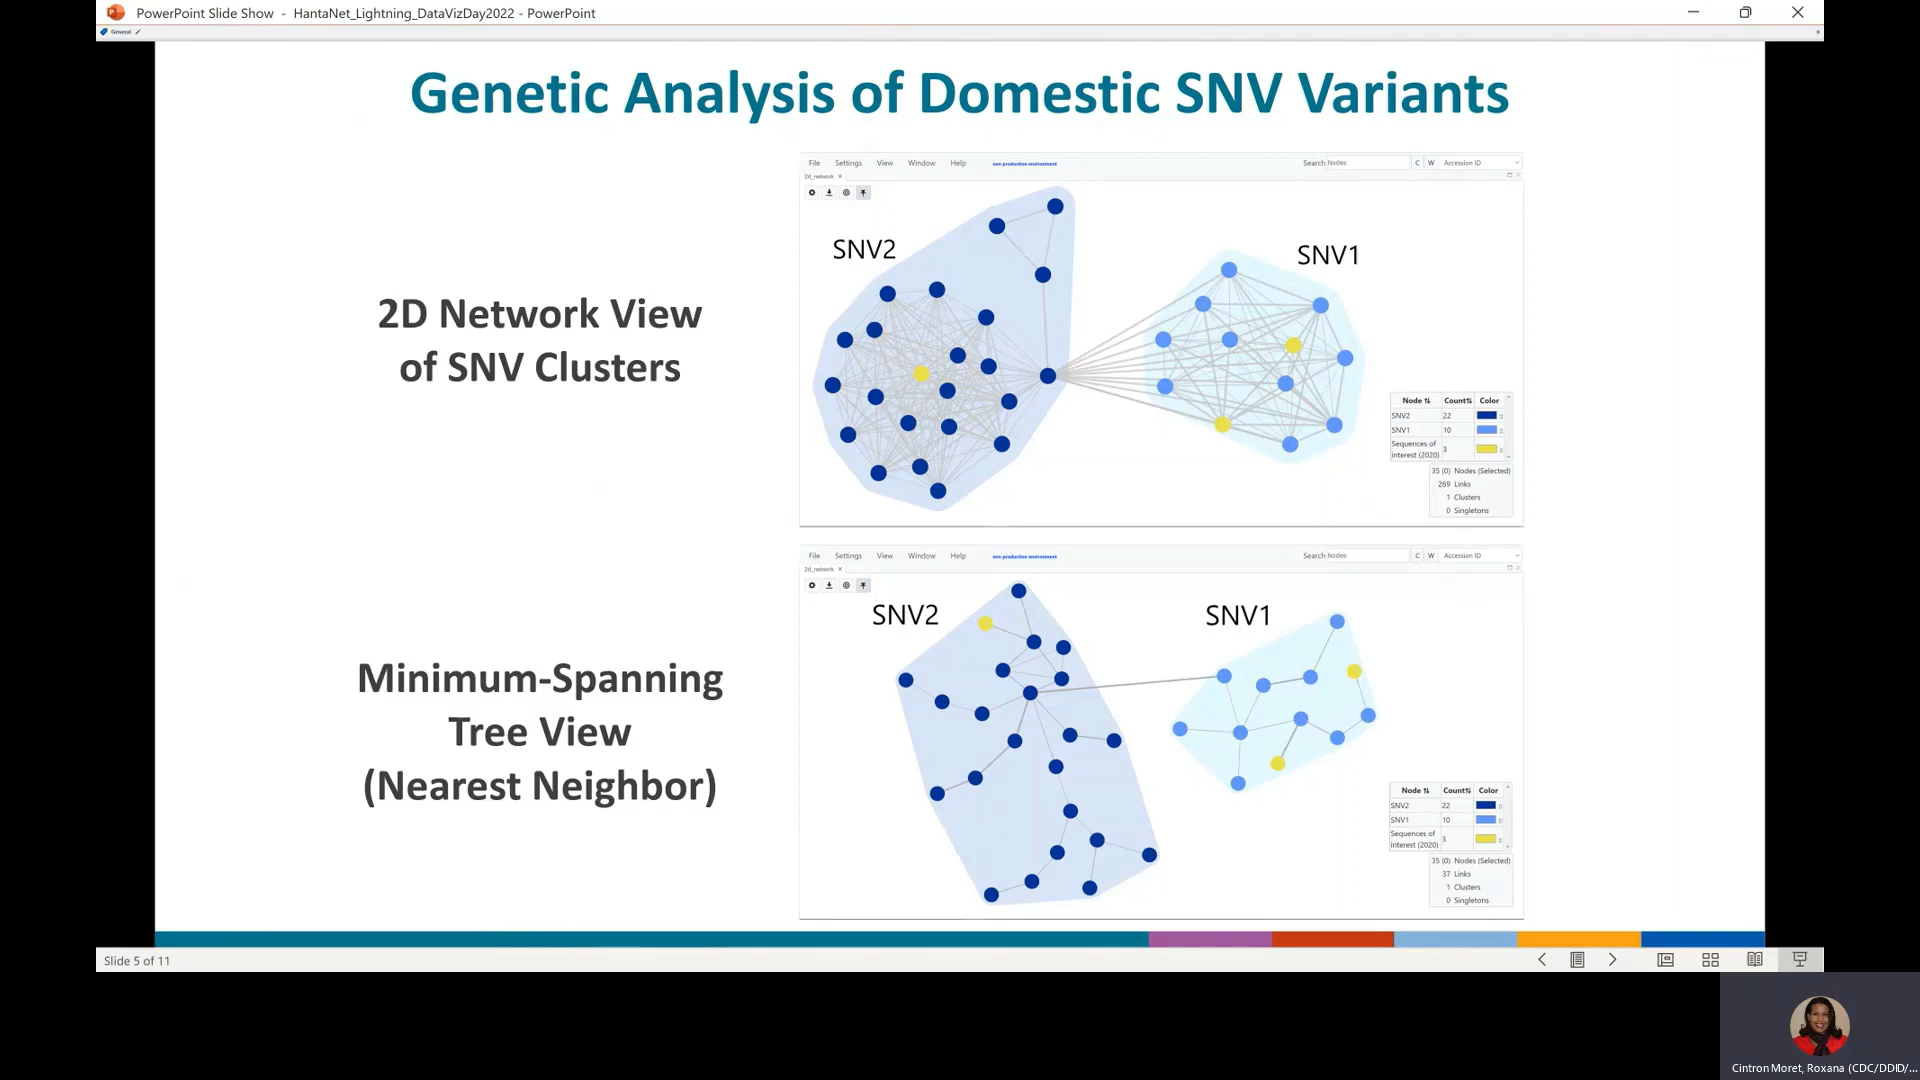 PowerPoint Slide Show - HantaNet_Lightning_DataVizDay2022 - PowerPoint
General
Genetic Analysis of Domestic SNV Variants
2D Network View
of SNV Clusters
File Settings View Window Help non production environment Search Nodes C W Accession ID
2d_network
SNV2
SNV1
Node Count Color
SNV2 22
SNV1 10
Sequences of
interest (2020) 3
35 (0) Nodes (Selected)
269 Links
1 Clusters
0 Singletons
Minimum-Spanning
Tree View
(Nearest Neighbor)
File Settings View Window Help non production environment Search Nodes C W Accession ID
2d_network
SNV2
SNV1
Node Count Color
SNV2 22
SNV1 10
Sequences of
interest (2020) 3
35 (0) Nodes (Selected)
37 Links
1 Clusters
0 Singletons
Slide 5 of 11
Cintron Moret, Roxana (CDC/DDID/...